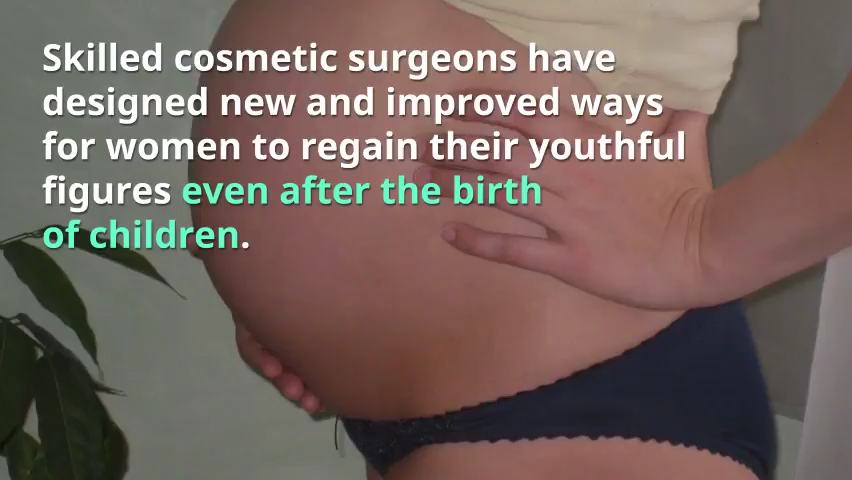 Skilled cosmetic surgeons have
designed new and improved ways
for women to regain their youthful
figures even after the birth
of children.